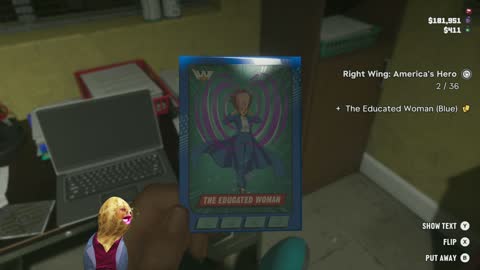 $181,951
$411
Right Wing: America's Hero
2 / 36
+ The Educated Woman (Blue)
W
THE EDUCATED WOMAN
SHOW TEXT Y
FLIP X
PUT AWAY B